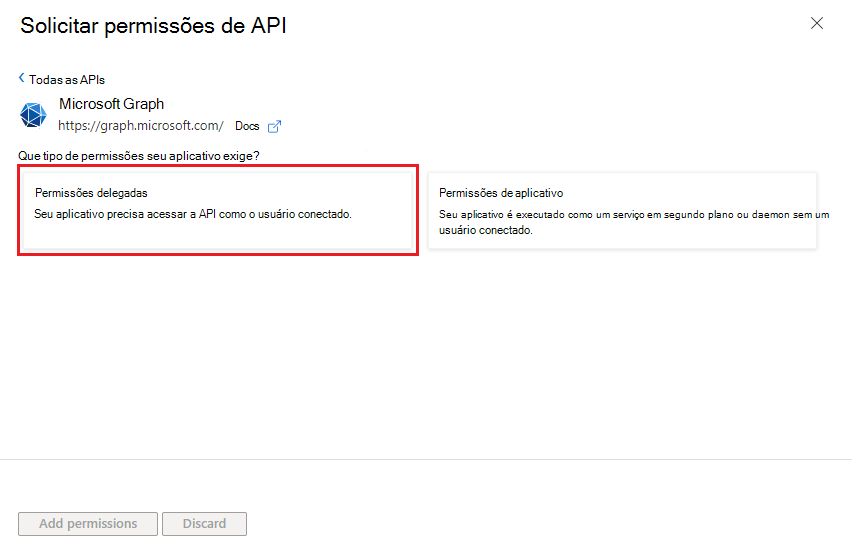 Solicitar permissões de API
Todas as APIs
Microsoft Graph
https://graph.microsoft.com/ Docs
Que tipo de permissões seu aplicativo exige?
Permissões delegadas
Seu aplicativo precisa acessar a API como o usuário conectado.
Permissões de aplicativo
Seu aplicativo é executado como um serviço em segundo plano ou daemon sem um
usuário conectado.
Add permissions
Discard